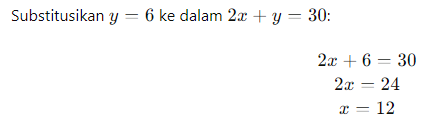 Substitusikan y = 6 ke dalam 2x + y = 30:
2x + 6 = 30
2x = 24
x = 12